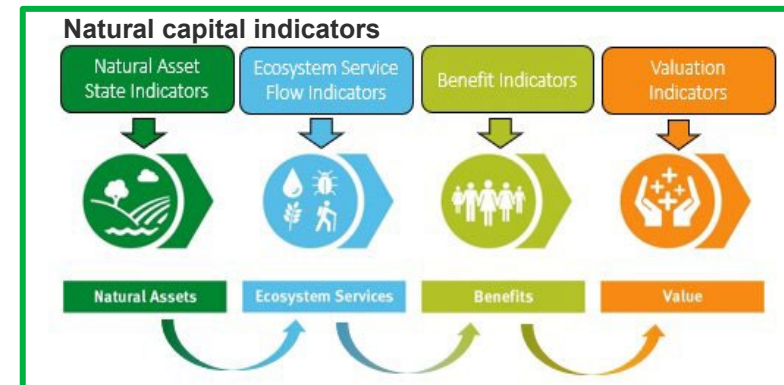 Natural capital indicators
Natural Asset
State Indicators
Ecosystem Service
Flow Indicators
Benefit Indicators
Valuation
Indicators
Natural Assets
Ecosystem Services
Benefits
Value